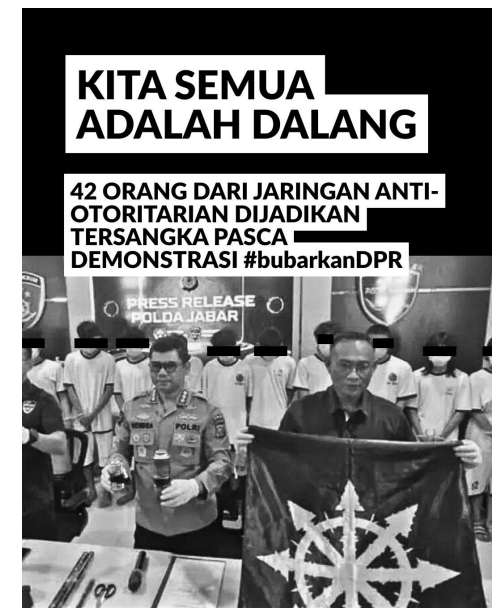 KITA SEMUA
ADALAH DALANG
42 ORANG DARI JARINGAN ANTI-
OTORITARIAN DIJADIKAN
TERSANGKA PASCA
DEMONSTRASI #bubarkanDPR
PRESS RELEASE
POLDA JABAR
POLRI